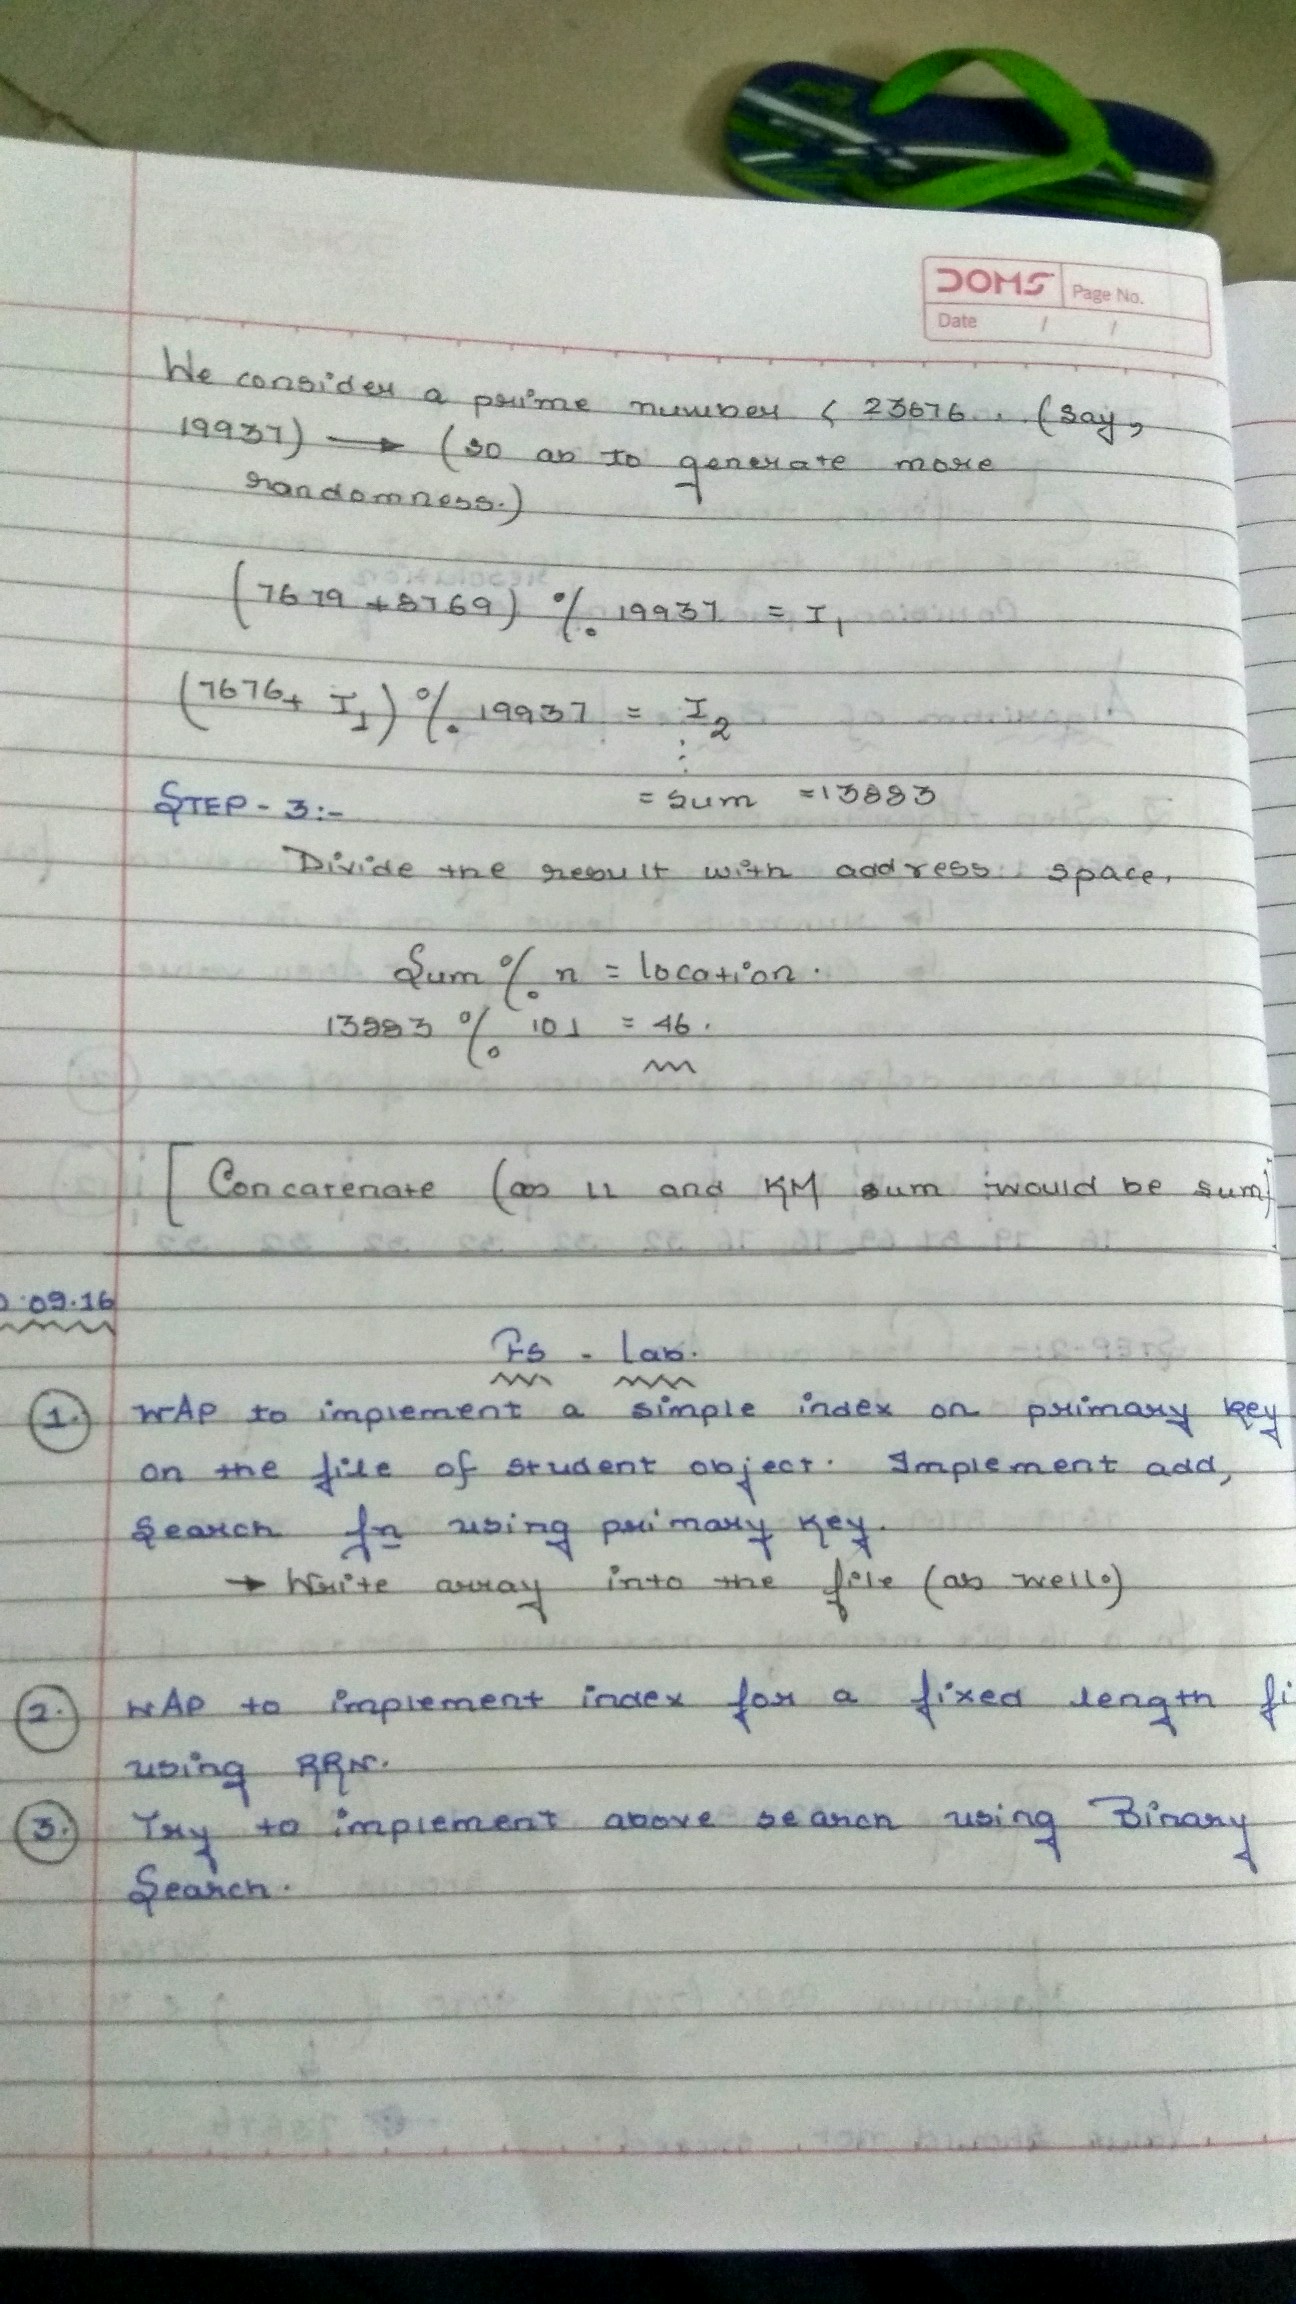 DOMS
Page No.
Date / /
We consider a prime number < 23676. (Say,
19937) → (so as to generate more
randomness.)
(7679 + 8769) % 19937 = I1
(7676 + I1) % 19937 = I2
:
= sum = 13883
STEP - 3:-
Divide the result with address space.
Sum % n = location.
13883 % 101 = 46.
[Concatenate (as LL and KM sum would be sum)
09.16
FS - Lab.
1. WAP to implement a simple index on primary key
on the file of student object. Implement add,
Search fn using primary key.
→ Write array into the file (as well.)
2. WAP to implement index for a fixed length fi
using RRN.
3. Try to implement above search using Binary
Search.